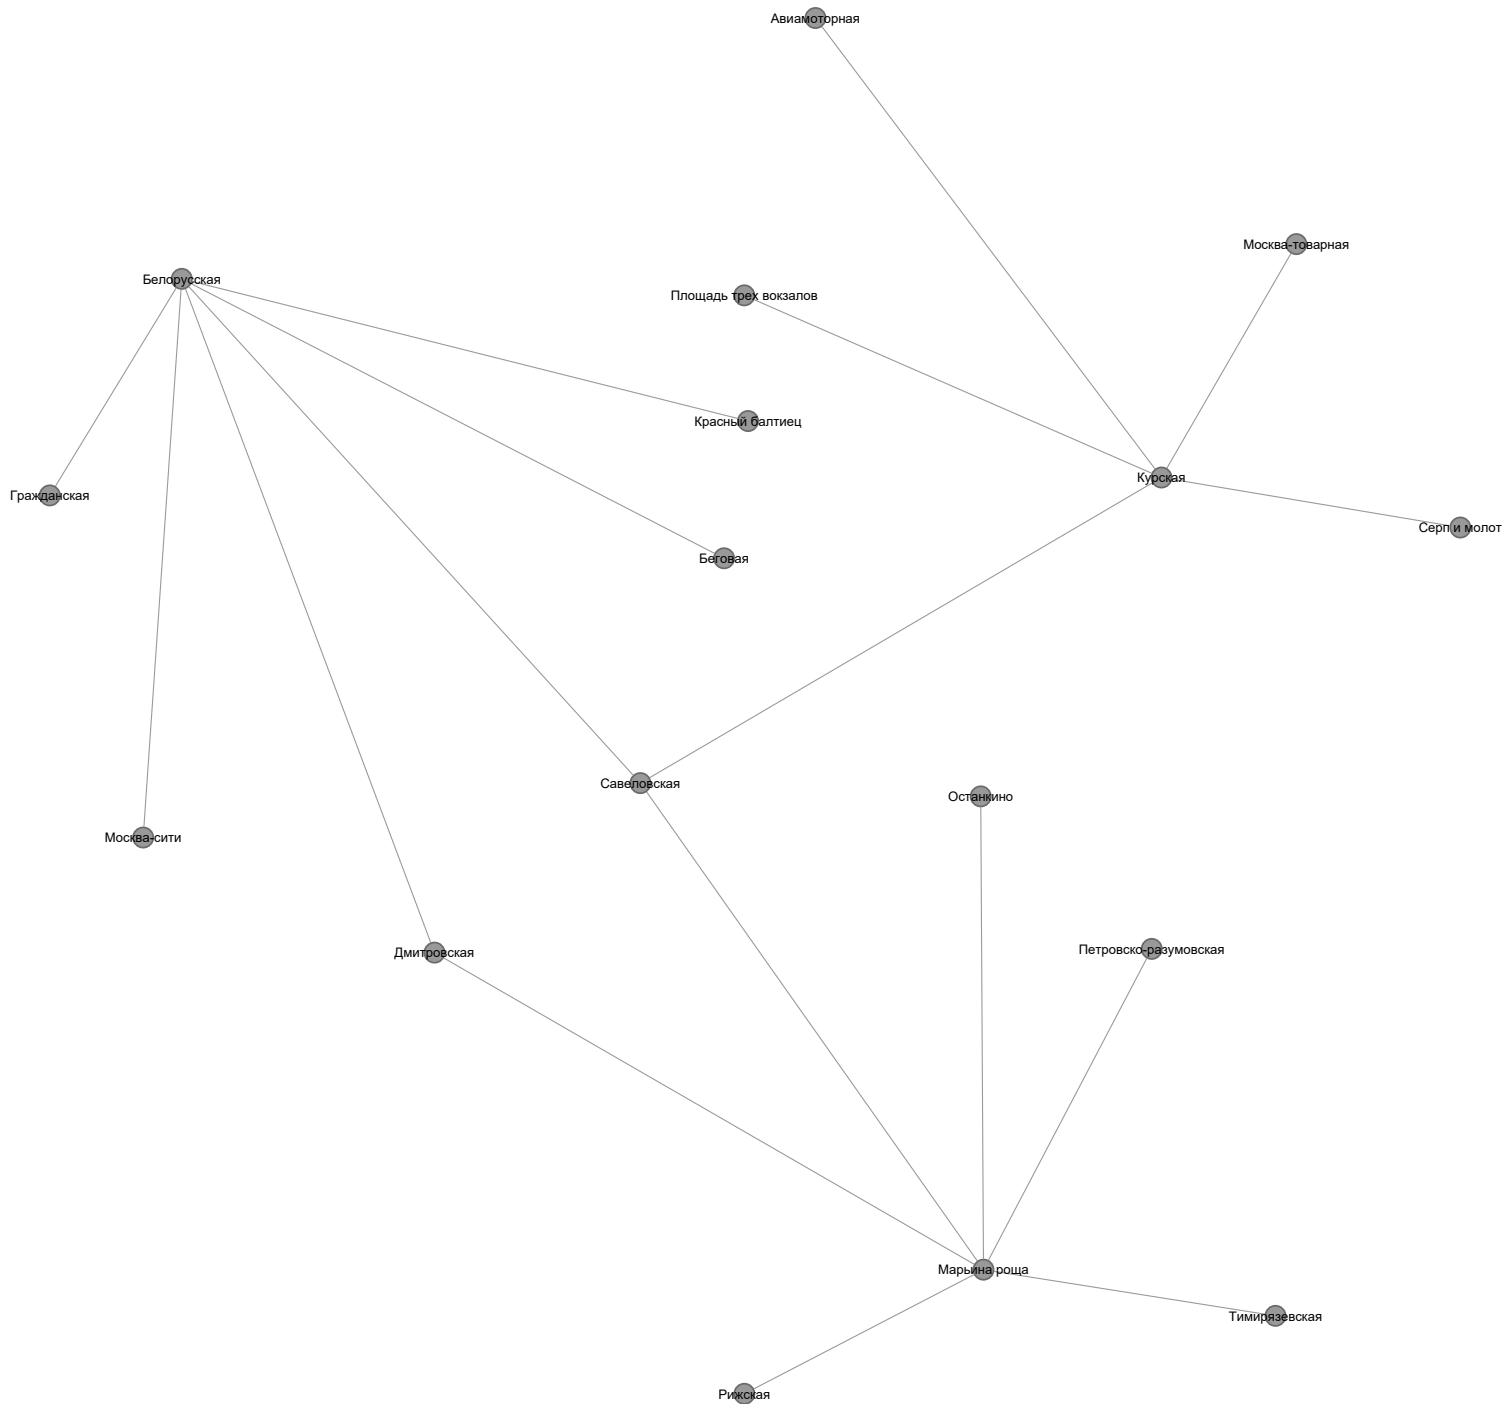 Авиамоторная
Москва-товарная
Белорусская
Площадь трех вокзалов
Красный балтиец
Курская
Гражданская
Серп и молот
Беговая
Савеловская
Останкино
Москва-сити
Петровско-разумовская
Дмитровская
Марьина роща
Тимирязевская
Рижская